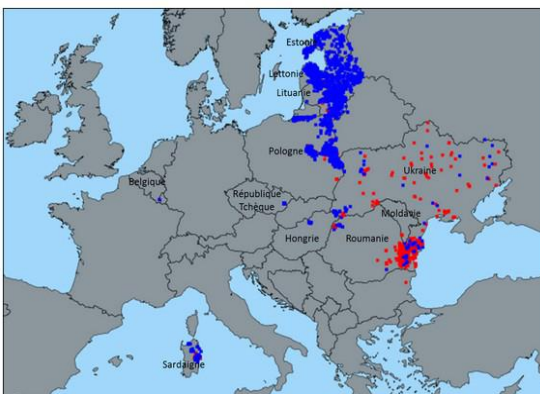 Estonie
Lettonie
Lituanie
Pologne
Ukraine
Belgique
République
Tchèque
Moldavie
Hongrie
Roumanie
Sardaigne